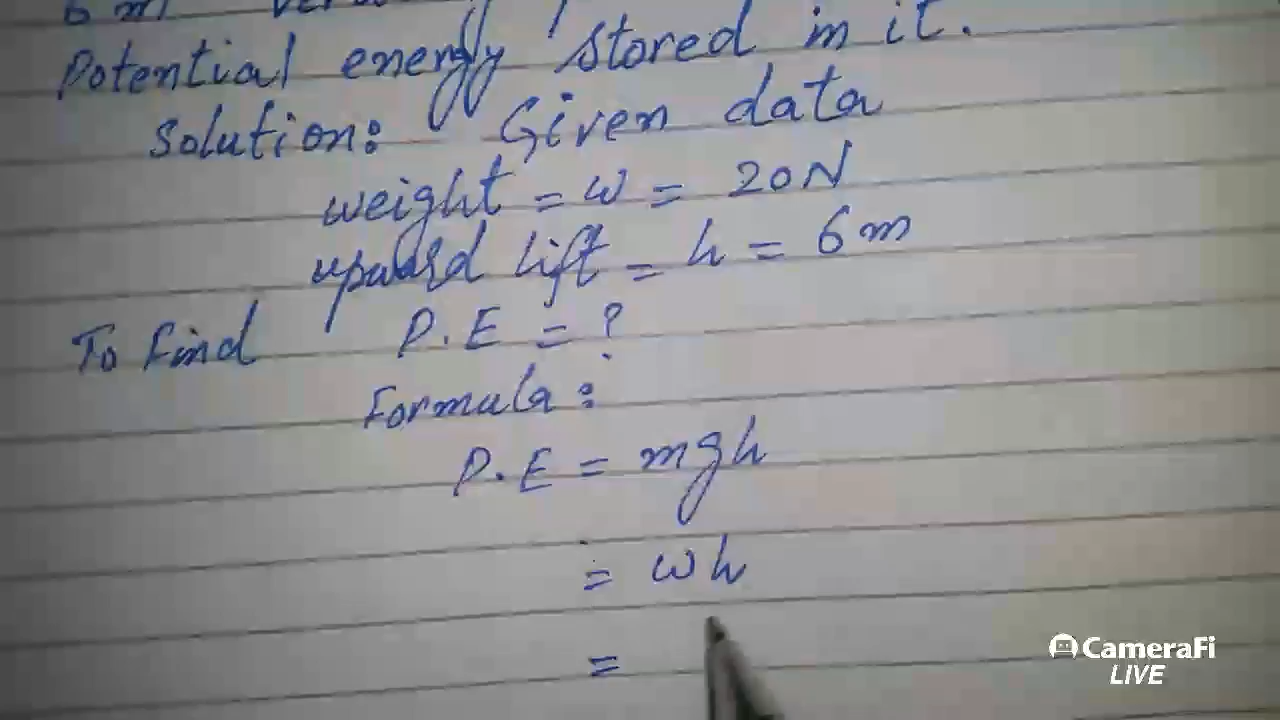 6 m
Potential energy stored in it.
Solution: Given data
weight = w = 20N
upward lift = h = 6m
To Find P.E = ?
Formula:
P.E = mgh
= wh
=
CameraFi
LIVE